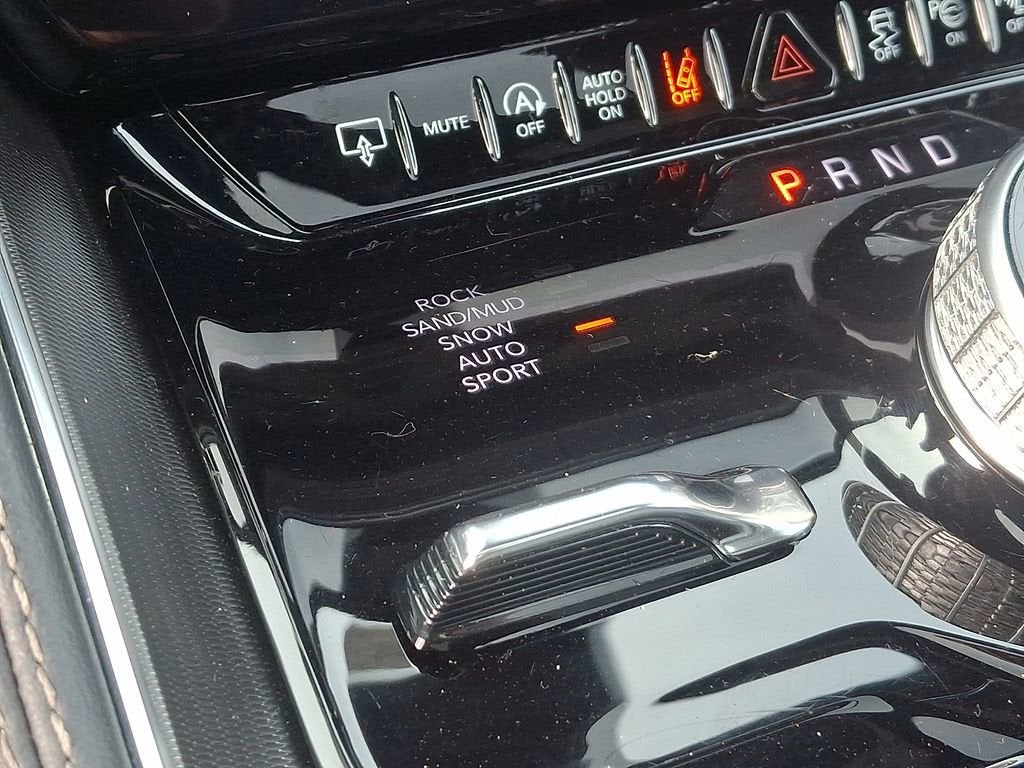 MUTE
A
OFF
AUTO
HOLD
ON
OFF
OFF
P
ON
P R N D
ROCK
SAND/MUD
SNOW
AUTO
SPORT